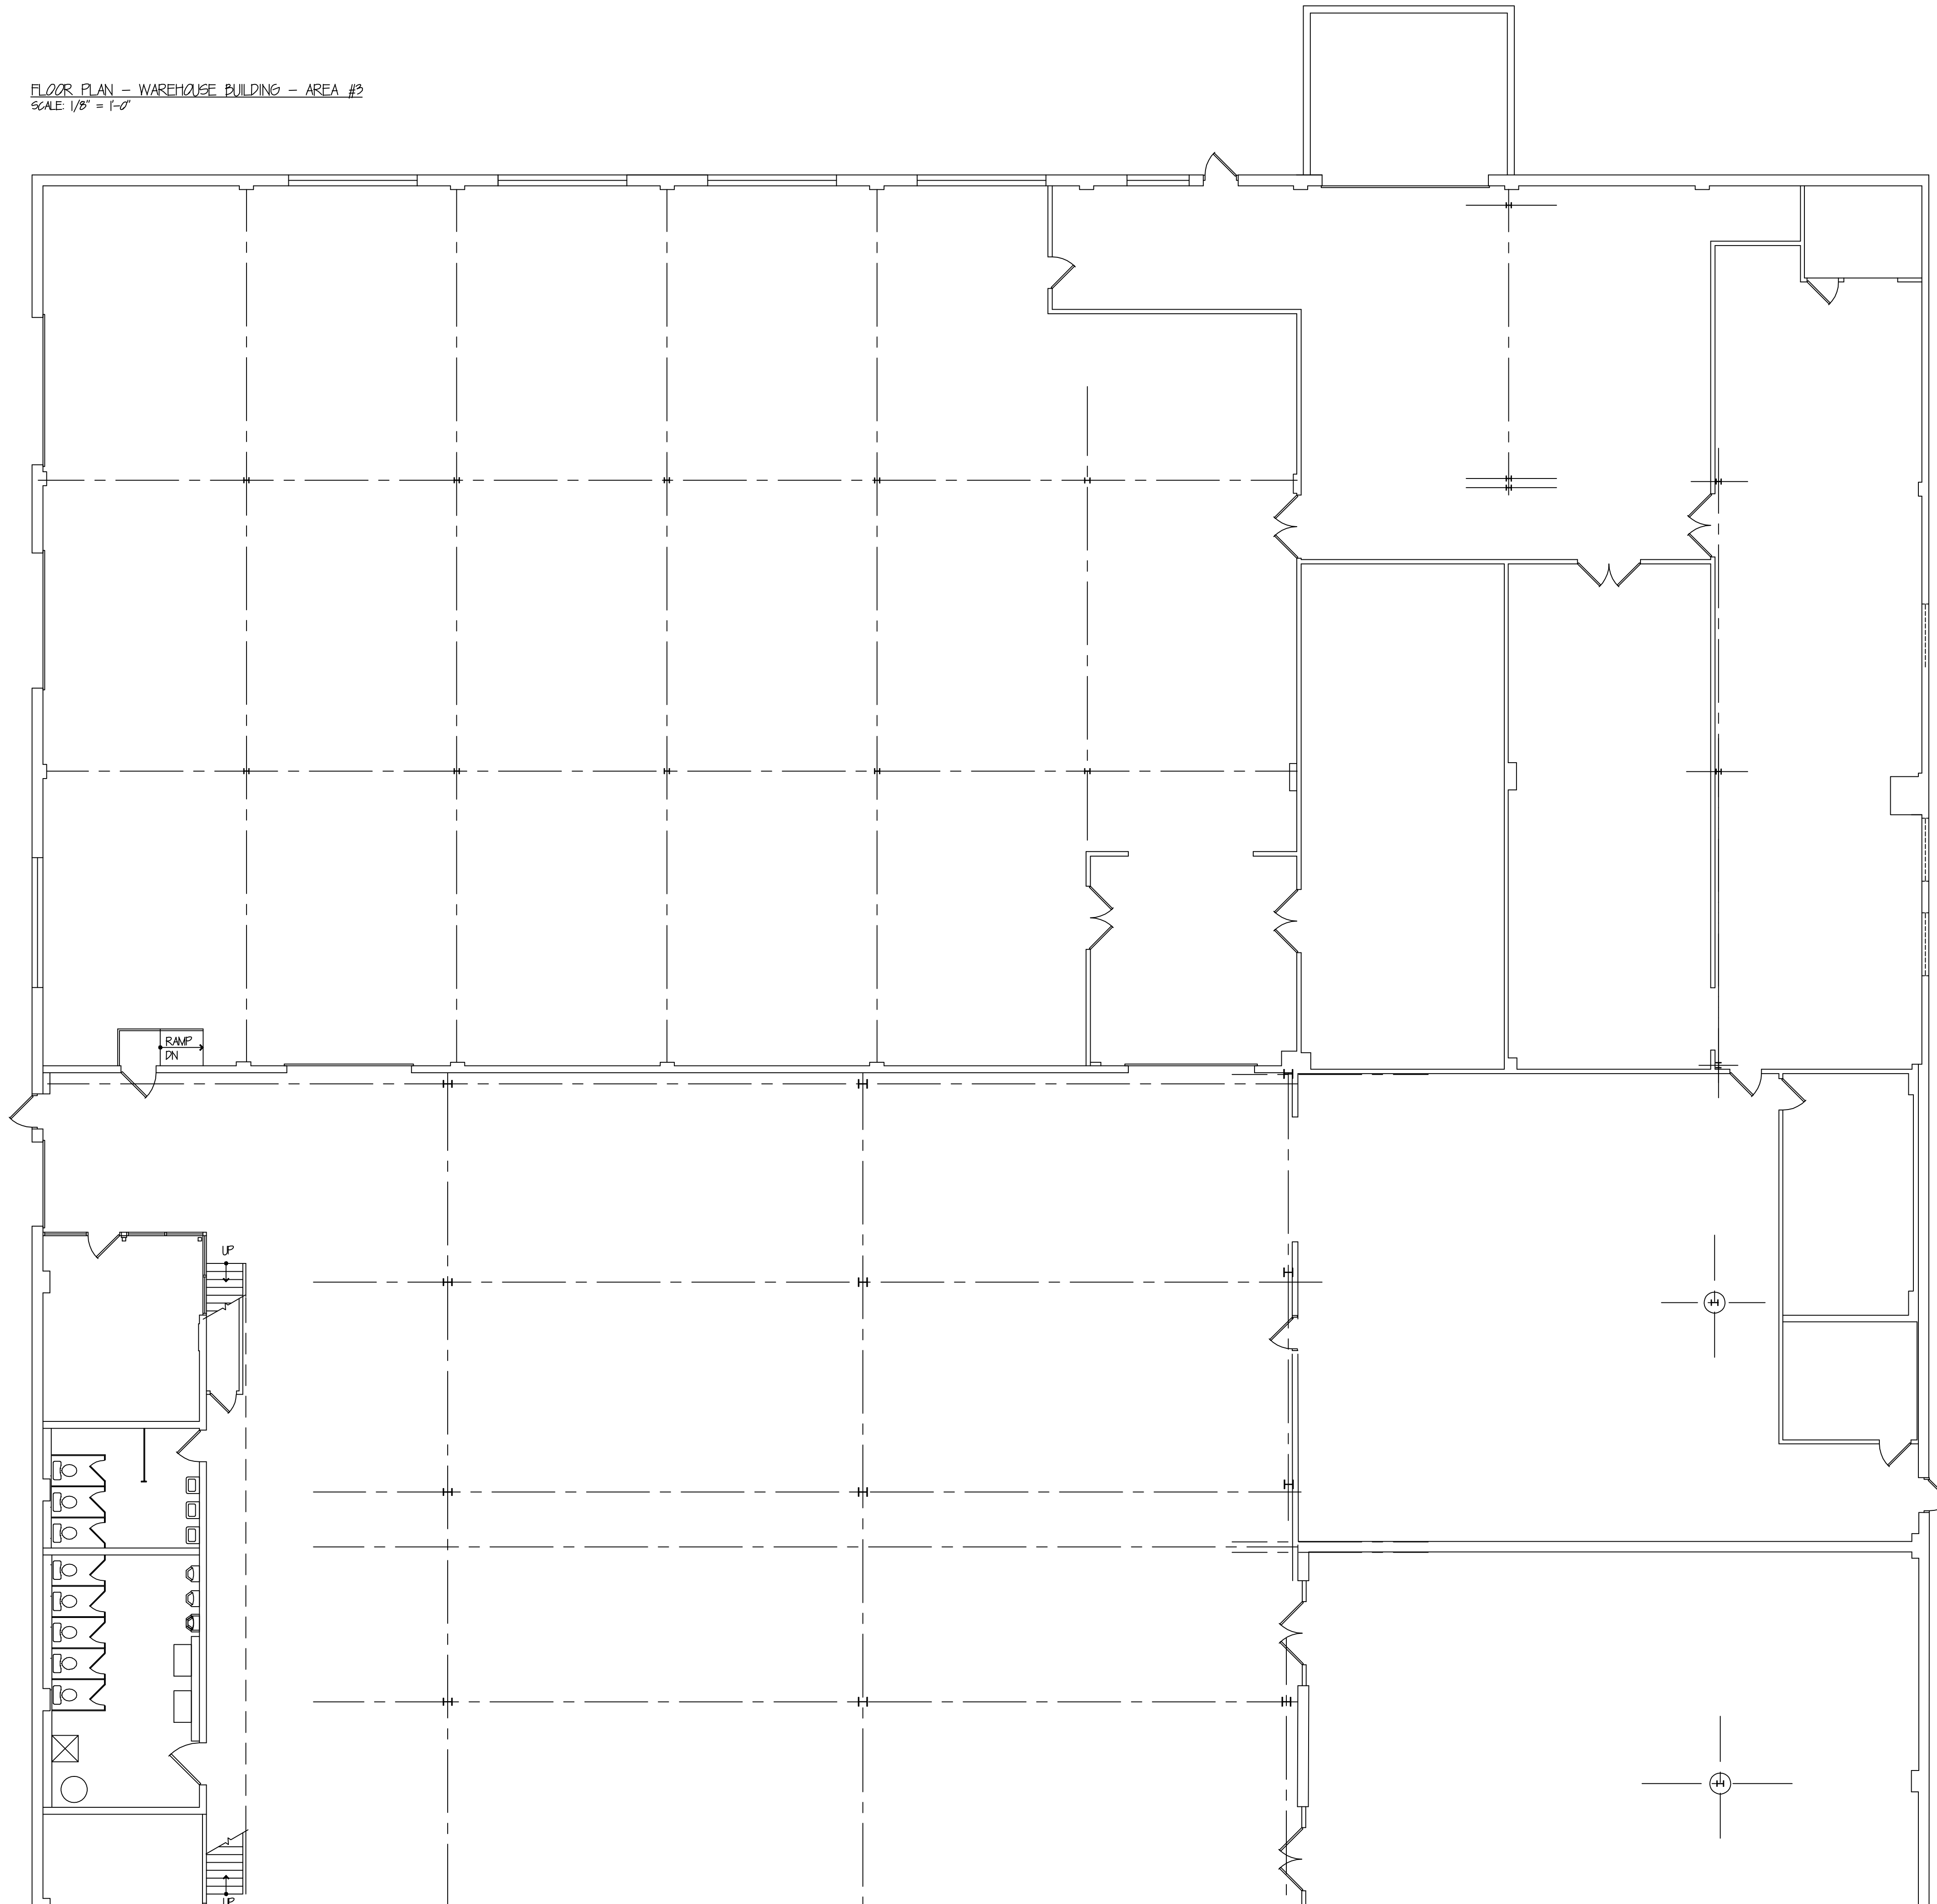 FLOOR PLAN – WAREHOUSE BUILDING – AREA #3
SCALE: 1/8" = 1'-0"
RAMP
DN
UP
UP